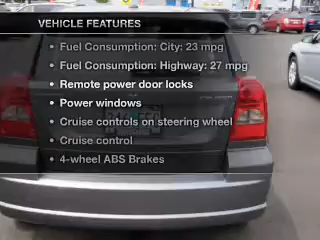 VEHICLE FEATURES
• Fuel Consumption: City: 23 mpg
• Fuel Consumption: Highway: 27 mpg
• Remote power door locks
• Power windows
• Cruise controls on steering wheel
• Cruise control
• 4-wheel ABS Brakes